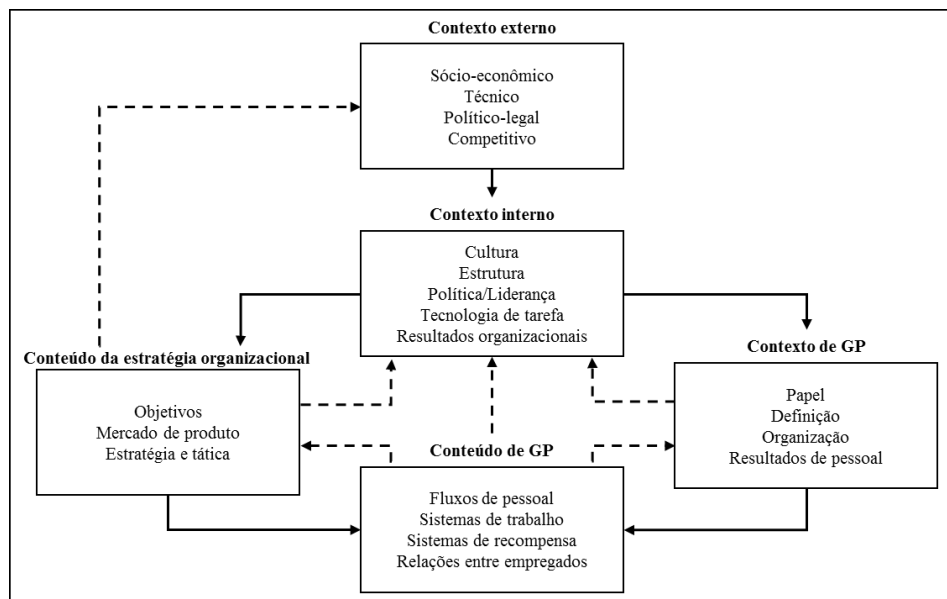 Contexto externo
Sócio-econômico
Técnico
Político-legal
Competitivo
Contexto interno
Cultura
Estrutura
Política/Liderança
Tecnologia de tarefa
Resultados organizacionais
Conteúdo da estratégia organizacional
Objetivos
Mercado de produto
Estratégia e tática
Contexto de GP
Papel
Definição
Organização
Resultados de pessoal
Conteúdo de GP
Fluxos de pessoal
Sistemas de trabalho
Sistemas de recompensa
Relações entre empregados